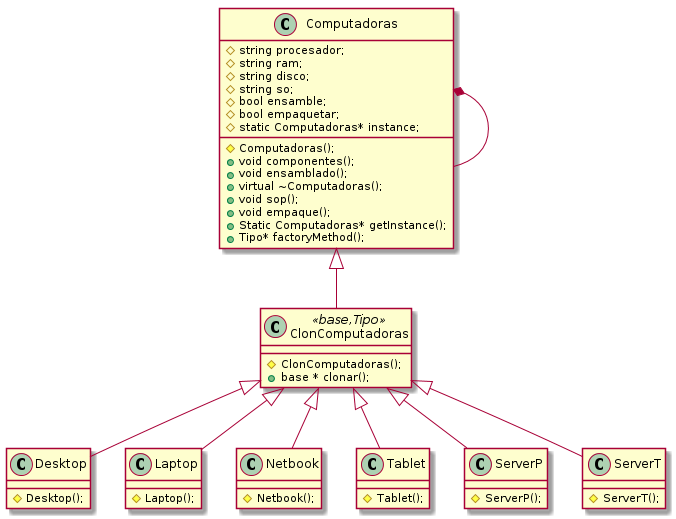 C Computadoras
string procesador;
string ram;
string disco;
string so;
bool ensamble;
bool empaquetar;
static Computadoras* instance;
Computadoras();
void componentes();
void ensamblado();
virtual ~Computadoras();
void sop();
void empaque();
Static Computadoras* getInstance();
Tipo* factoryMethod();
«base,Tipo»
C ClonComputadoras
ClonComputadoras();
base * clonar();
C Desktop
Desktop();
C Laptop
Laptop();
C Netbook
Netbook();
C Tablet
Tablet();
C ServerP
ServerP();
C ServerT
ServerT();